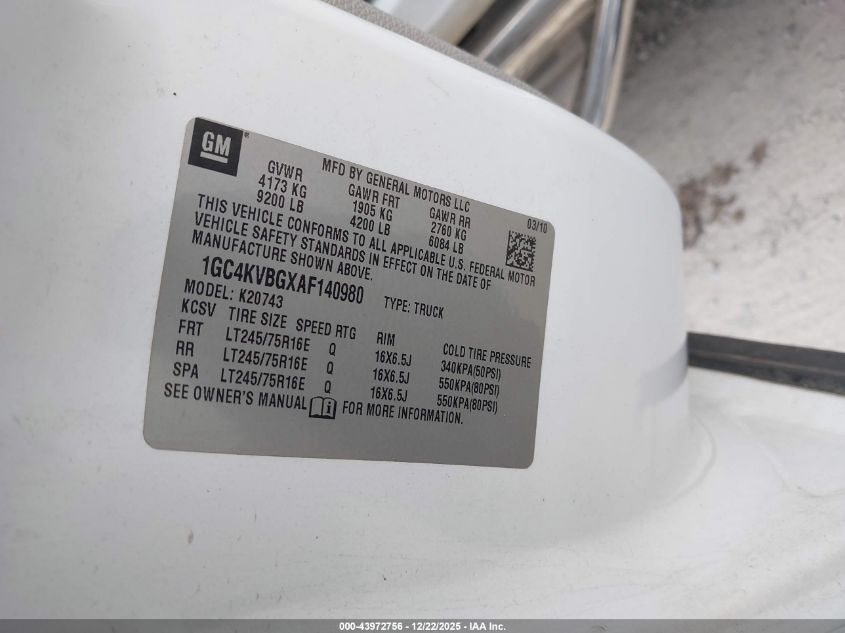 GM
MFD BY GENERAL MOTORS LLC 03/10
GVWR GAWR FRT GAWR RR
4173 KG 1905 KG 2760 KG
9200 LB 4200 LB 6084 LB
THIS VEHICLE CONFORMS TO ALL APPLICABLE U.S. FEDERAL MOTOR
VEHICLE SAFETY STANDARDS IN EFFECT ON THE DATE OF
MANUFACTURE SHOWN ABOVE.
1GC4KVBGXAF140980 TYPE: TRUCK
MODEL: K20743
KCSV TIRE SIZE SPEED RTG RIM COLD TIRE PRESSURE
FRT LT245/75R16E Q 16X6.5J 340KPA(50PSI)
RR LT245/75R16E Q 16X6.5J 550KPA(80PSI)
SPA LT245/75R16E Q 16X6.5J 550KPA(80PSI)
SEE OWNER'S MANUAL i FOR MORE INFORMATION.
000-43972756 - 12/22/2025 - IAA Inc.